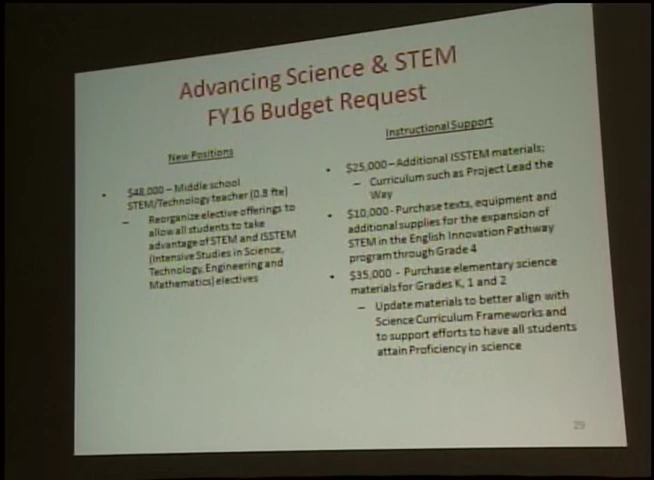 Advancing Science & STEM
FY16 Budget Request
New Positions
• $48,000 – Middle school
STEM/Technology teacher (0.8 fte)
– Reorganize elective offerings to
allow all students to take
advantage of STEM and ISSTEM
(Intensive Studies in Science,
Technology, Engineering and
Mathematics) electives
Instructional Support
• $25,000 – Additional ISSTEM materials;
– Curriculum such as Project Lead the
Way
• $10,000 - Purchase texts, equipment and
additional supplies for the expansion of
STEM in the English Innovation Pathway
program through Grade 4
• $35,000 - Purchase elementary science
materials for Grades K, 1 and 2
– Update materials to better align with
Science Curriculum Frameworks and
to support efforts to have all students
attain Proficiency in science
29